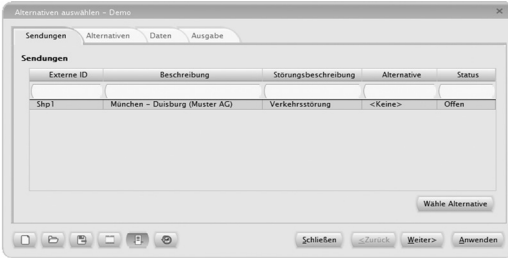 Alternativen auswählen – Demo
Sendungen Alternativen Daten Ausgabe
Sendungen
Externe ID Beschreibung Störungsbeschreibung Alternative Status
Shp1 München – Duisburg (Muster AG) Verkehrsstörung <Keine> Offen
Wähle Alternative
Schließen <Zurück Weiter> Anwenden